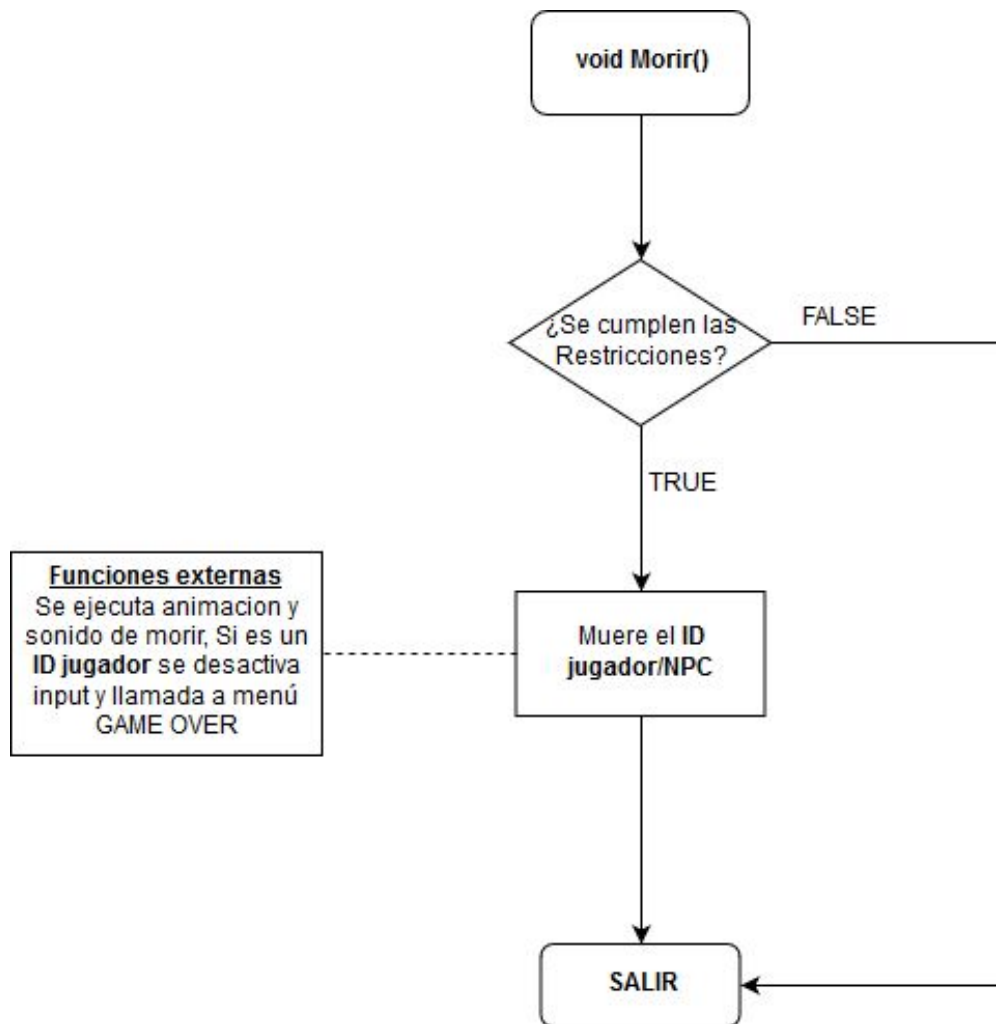 void Morir()
¿Se cumplen las
Restricciones?
FALSE
TRUE
Funciones externas
Se ejecuta animacion y
sonido de morir, Si es un
ID jugador se desactiva
input y llamada a menú
GAME OVER
Muere el ID
jugador/NPC
SALIR